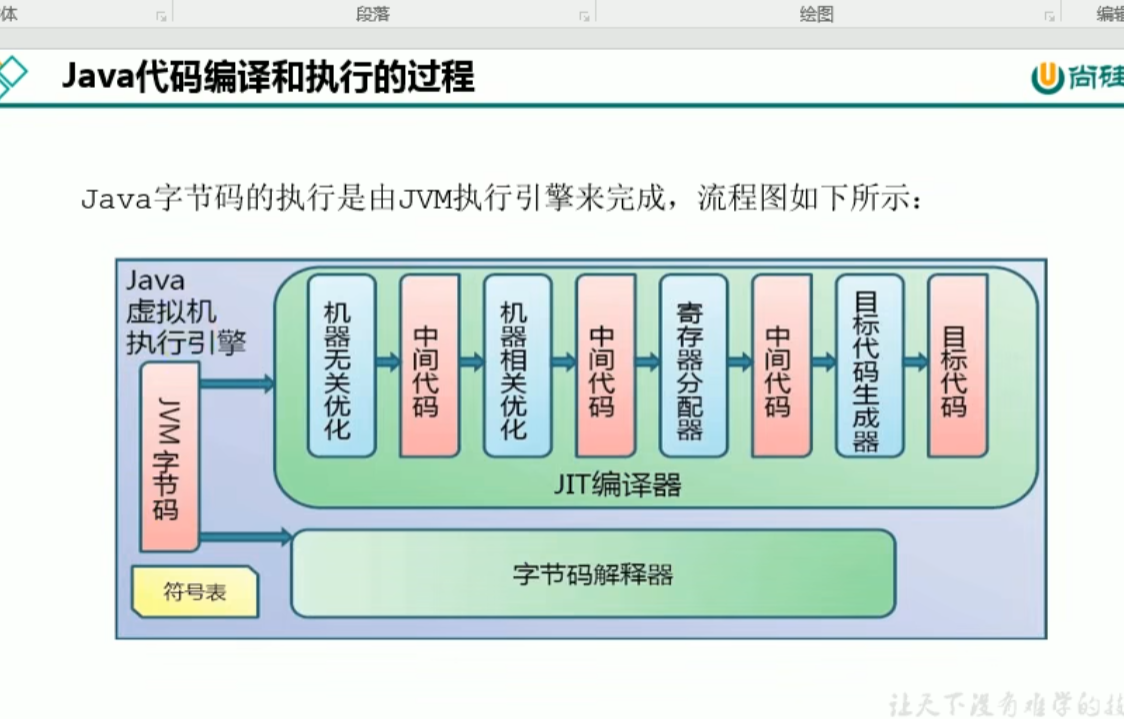 段落
绘图
Java代码编译和执行的过程
Java字节码的执行是由JVM执行引擎来完成，流程图如下所示：
Java
虚拟机
执行引擎
机器无关优化
中间代码
机器相关优化
中间代码
寄存器分配器
中间代码
目标代码生成器
目标代码
JIT编译器
JVM字节码
字节码解释器
符号表
让天下没有难学的技